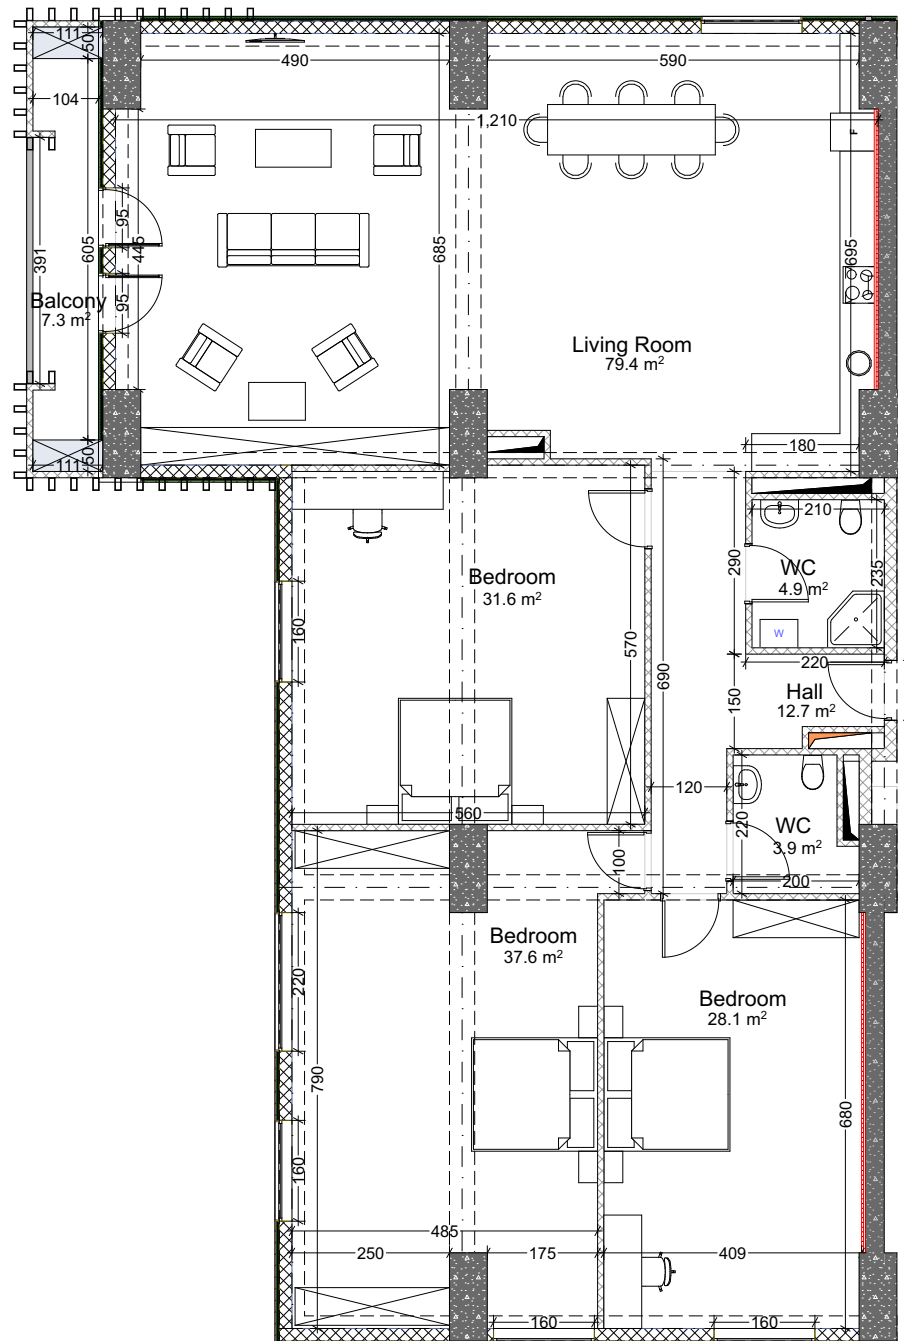 111
50
490
590
104
1,210
F
95
445
685
695
605
391
Balcony
7.3 m²
95
Living Room
79.4 m²
50
111
180
210
290
WC
4.9 m²
235
Bedroom
31.6 m²
160
570
W
690
220
150
Hall
12.7 m²
120
560
220
WC
3.9 m²
100
200
Bedroom
37.6 m²
220
Bedroom
28.1 m²
790
680
160
485
250
175
409
160
160